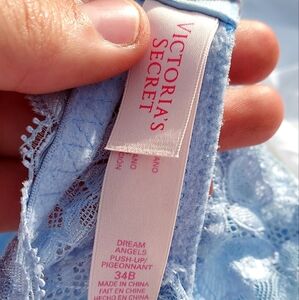 VICTORIA'S
SECRET
DREAM
ANGELS
PUSH-UP/
PIGEONNANT
34B
MADE IN CHINA
FAIT EN CHINE
HECHO EN CHINA